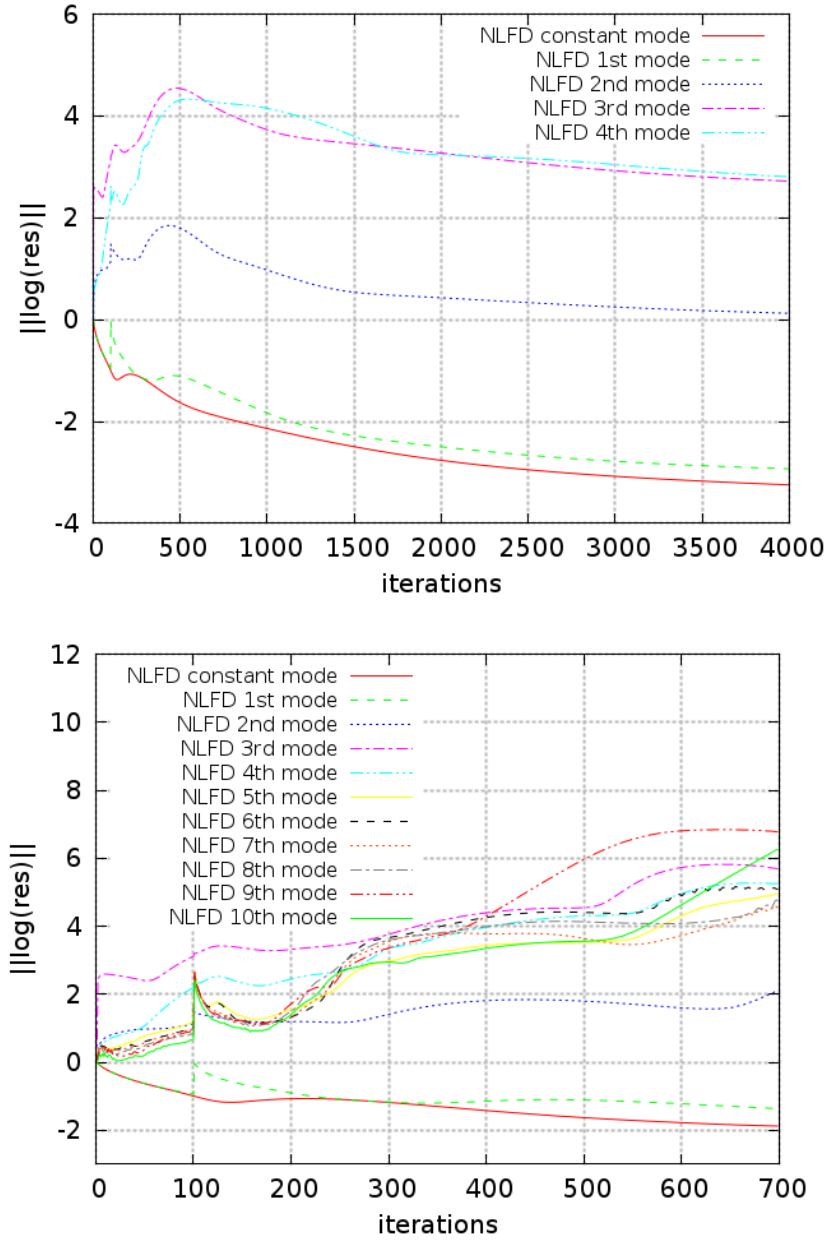 NLFD constant mode
NLFD 1st mode
NLFD 2nd mode
NLFD 3rd mode
NLFD 4th mode
6
4
2
0
-2
-4
||log(res)||
0 500 1000 1500 2000 2500 3000 3500 4000
iterations
NLFD constant mode
NLFD 1st mode
NLFD 2nd mode
NLFD 3rd mode
NLFD 4th mode
NLFD 5th mode
NLFD 6th mode
NLFD 7th mode
NLFD 8th mode
NLFD 9th mode
NLFD 10th mode
12
10
8
6
4
2
0
-2
||log(res)||
0 100 200 300 400 500 600 700
iterations